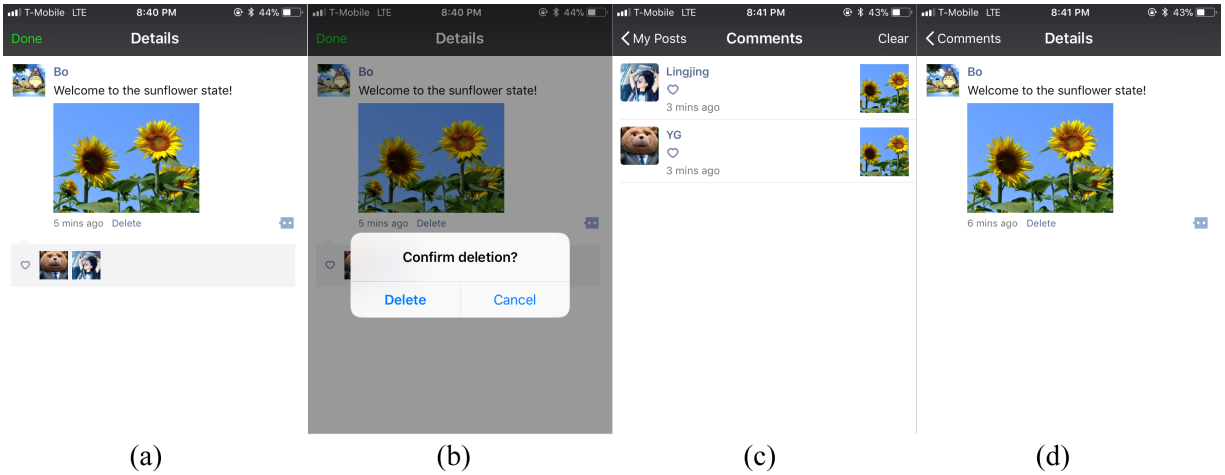 T-Mobile LTE 8:40 PM 44%
Done Details
Bo
Welcome to the sunflower state!
5 mins ago Delete
(a)
T-Mobile LTE 8:40 PM 44%
Done Details
Bo
Welcome to the sunflower state!
5 mins ago Delete
Confirm deletion?
Delete Cancel
(b)
T-Mobile LTE 8:41 PM 43%
My Posts Comments Clear
Lingjing
3 mins ago
YG
3 mins ago
(c)
T-Mobile LTE 8:41 PM 43%
Comments Details
Bo
Welcome to the sunflower state!
6 mins ago Delete
(d)